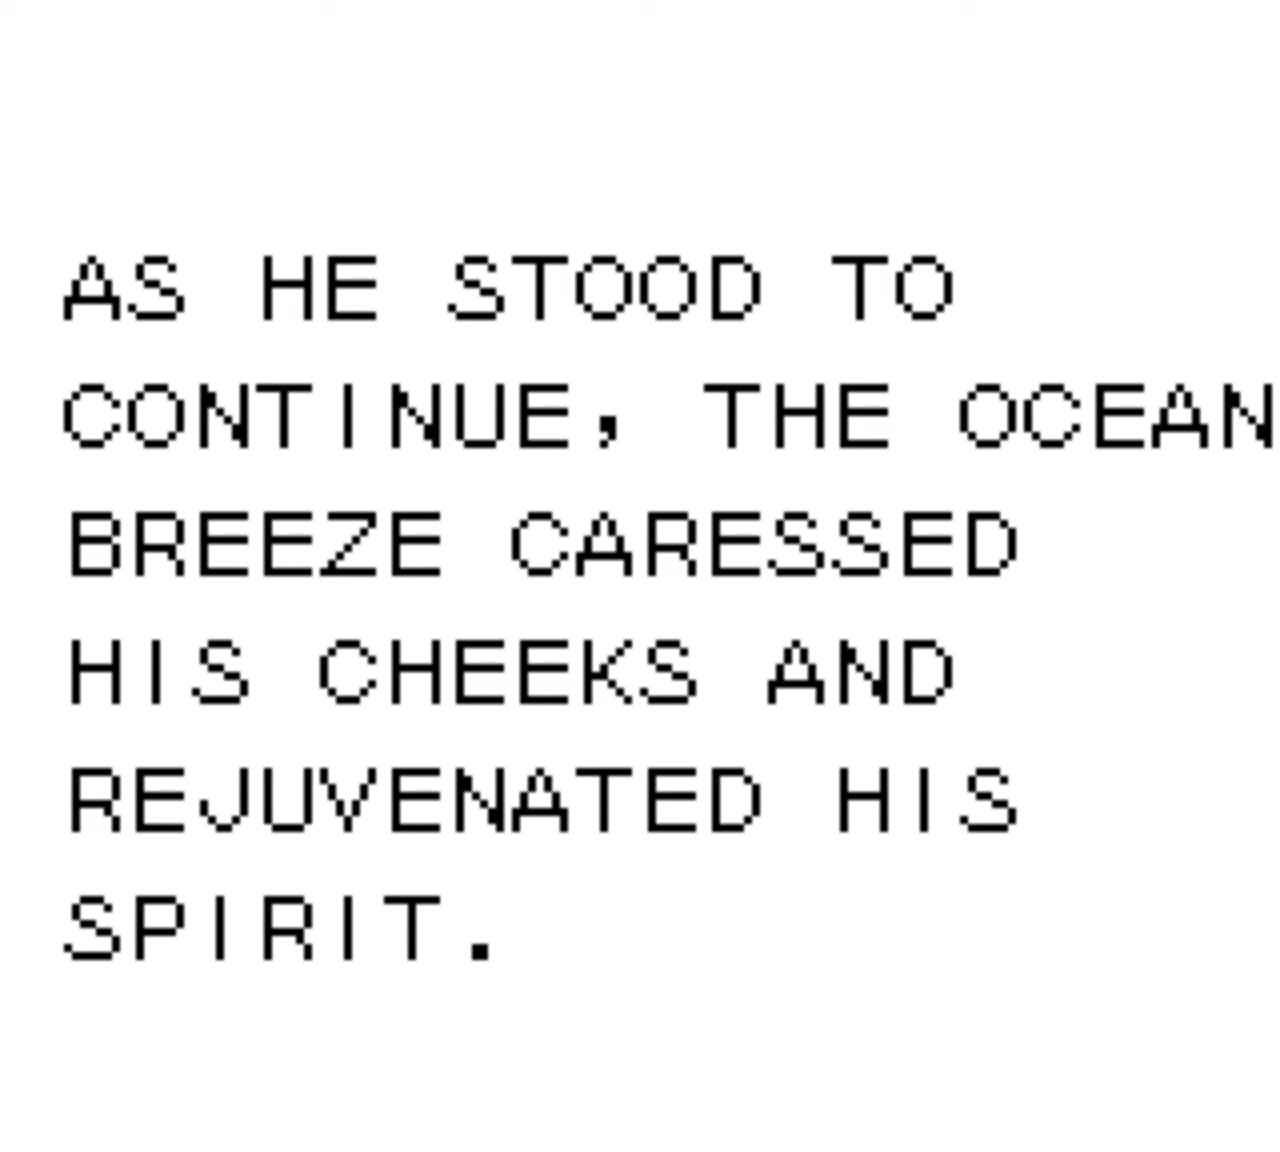 AS HE STOOD TO
CONTINUE, THE OCEAN
BREEZE CARESSED
HIS CHEEKS AND
REJUVENATED HIS
SPIRIT.